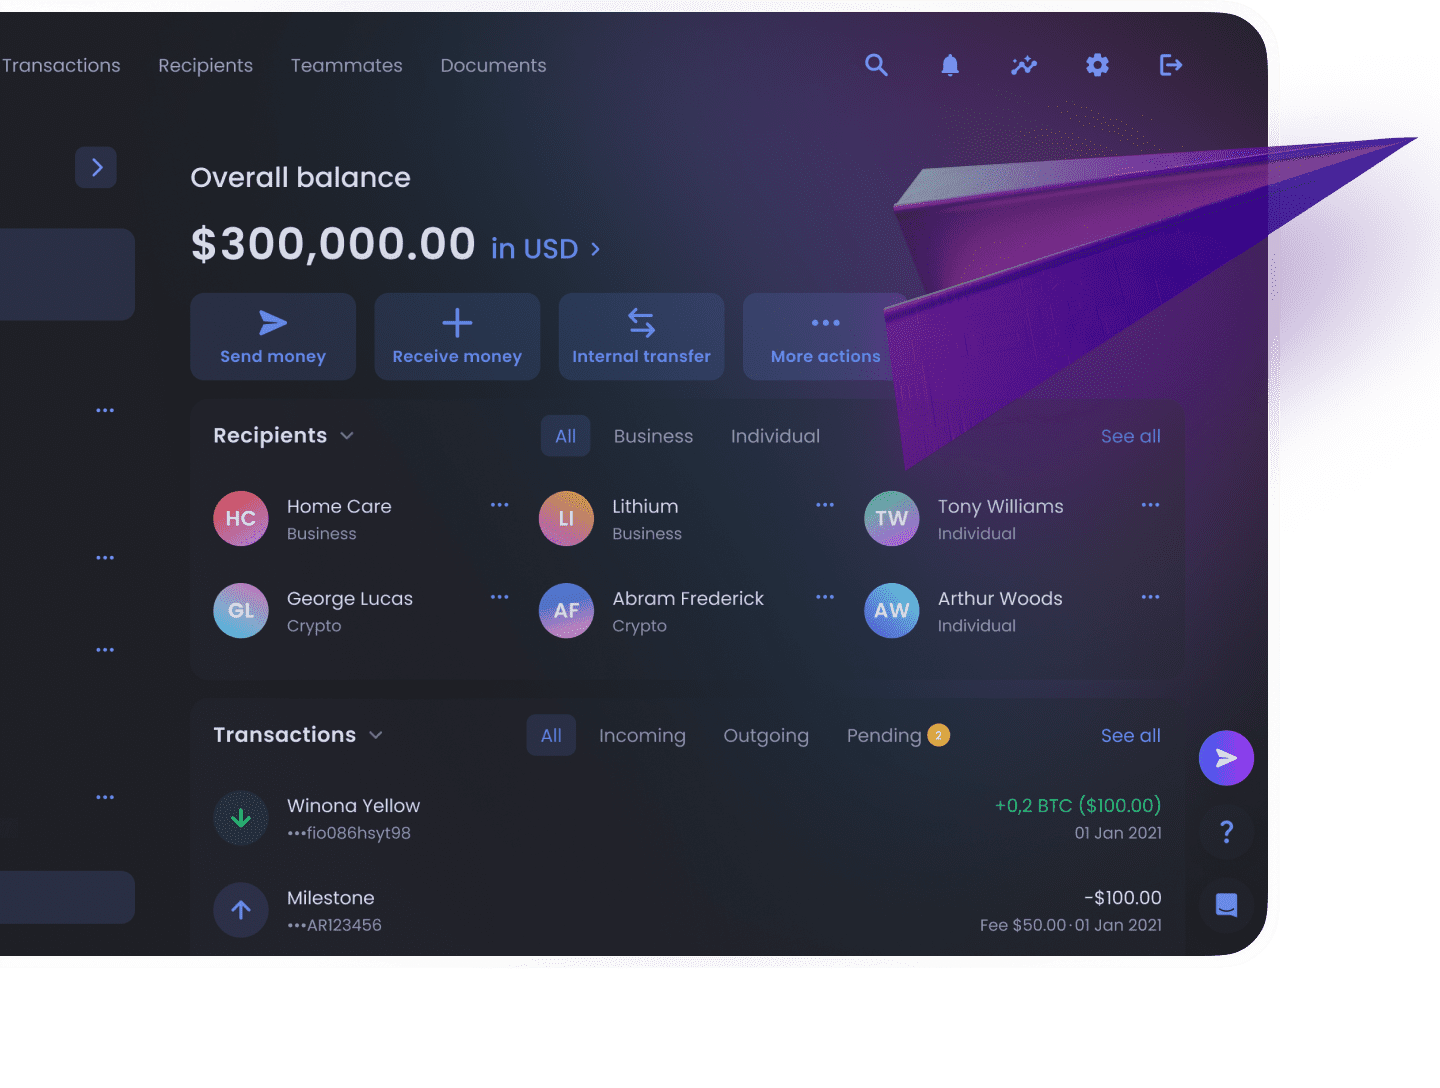 Transactions Recipients Teammates Documents
Overall balance
$300,000.00 in USD
Send money Receive money Internal transfer More actions
Recipients All Business Individual See all
HC Home Care LI Lithium TW Tony Williams
Business Business Individual
GL George Lucas AF Abram Frederick AW Arthur Woods
Crypto Crypto Individual
Transactions All Incoming Outgoing Pending 2 See all
Winona Yellow +0,2 BTC ($100.00)
•••fio086hsyt98 01 Jan 2021
?
Milestone -$100.00
•••AR123456 Fee $50.00·01 Jan 2021